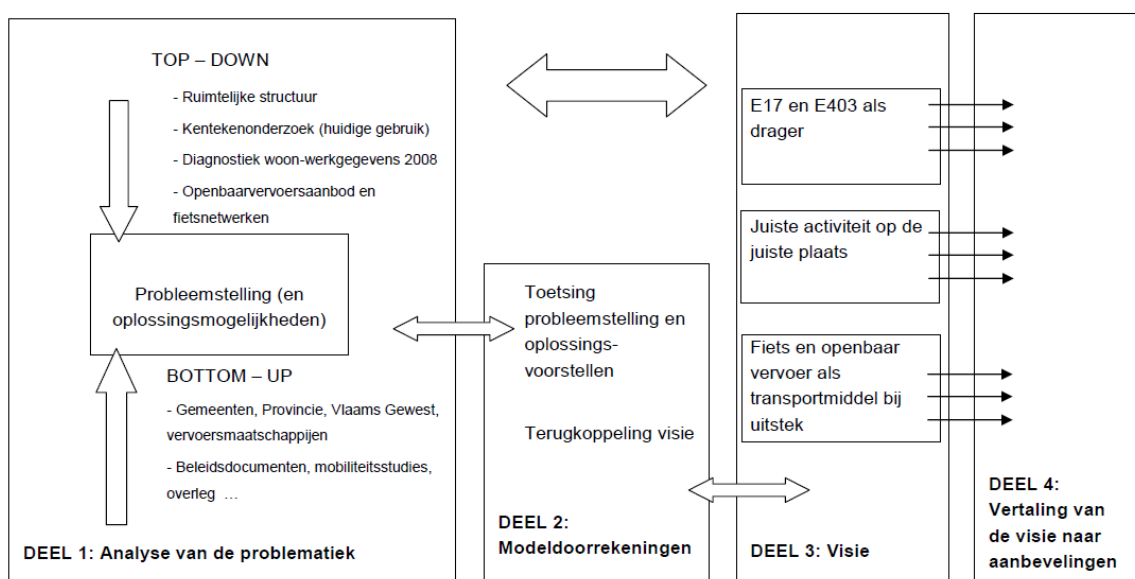 TOP – DOWN
- Ruimtelijke structuur
- Kentekenonderzoek (huidige gebruik)
- Diagnostiek woon-werkgegevens 2008
- Openbaarvervoersaanbod en
fietsnetwerken
Probleemstelling (en
oplossingsmogelijkheden)
BOTTOM – UP
- Gemeenten, Provincie, Vlaams Gewest,
vervoersmaatschappijen
- Beleidsdocumenten, mobiliteitsstudies,
overleg …
DEEL 1: Analyse van de problematiek
Toetsing
probleemstelling en
oplossings-
voorstellen
Terugkoppeling visie
DEEL 2:
Modeldoorrekeningen
E17 en E403 als
drager
Juiste activiteit op de
juiste plaats
Fiets en openbaar
vervoer als
transportmiddel bij
uitstek
DEEL 3: Visie
DEEL 4:
Vertaling van
de visie naar
aanbevelingen